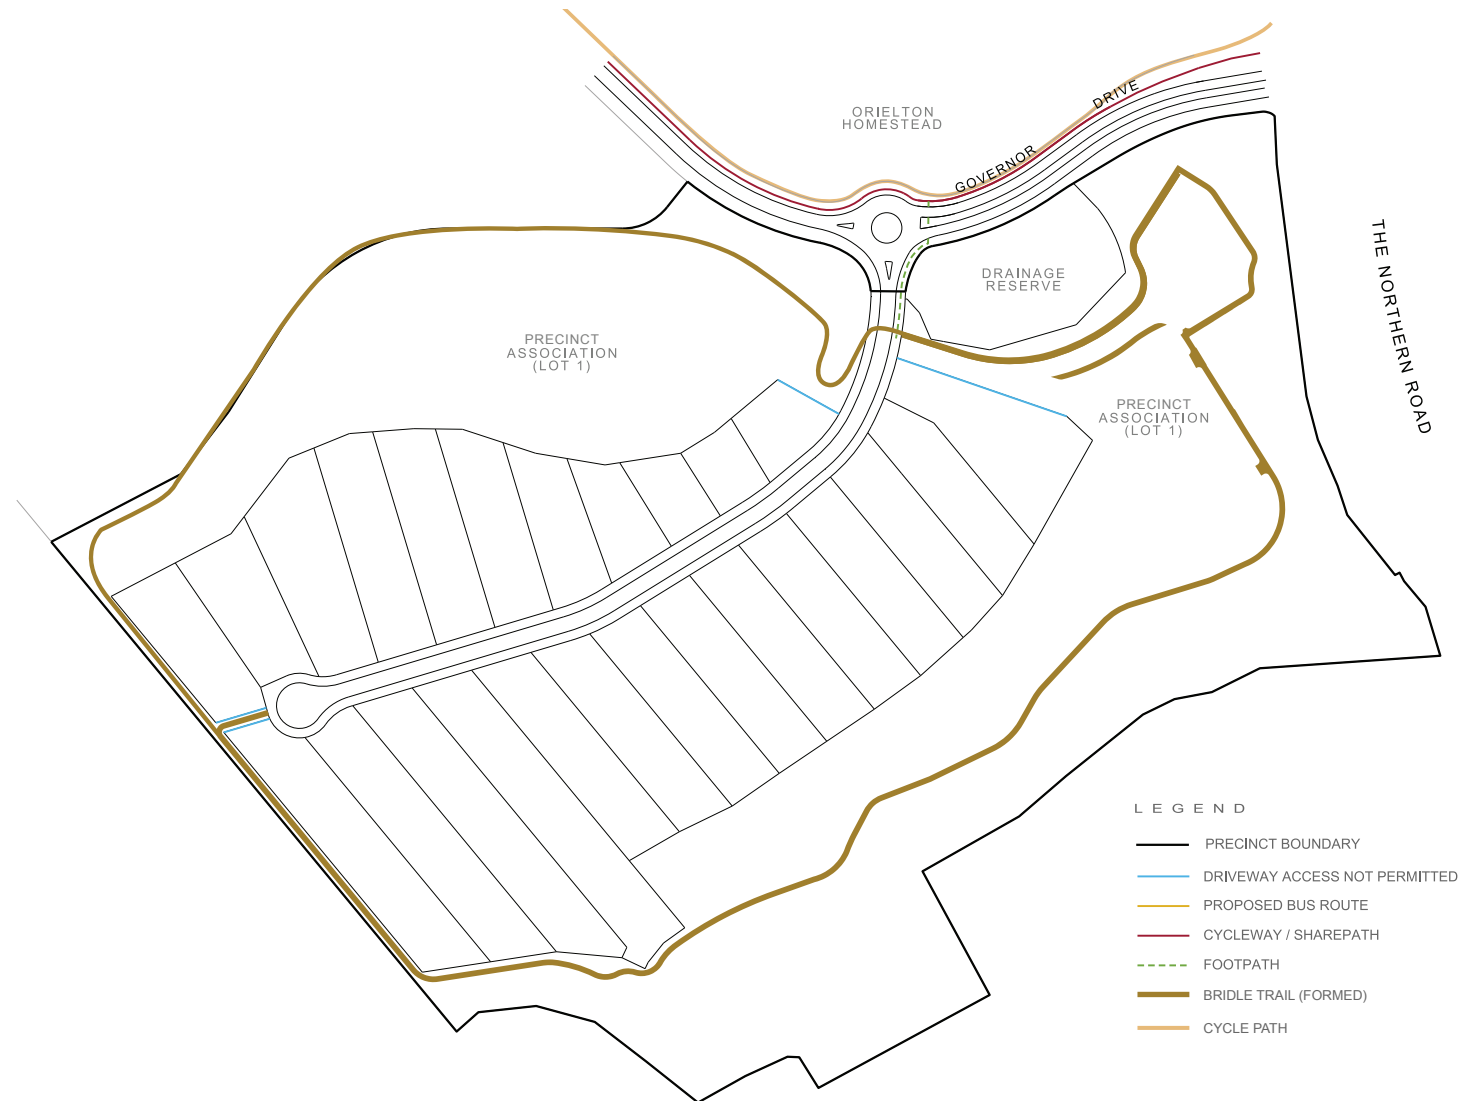 ORIELTON
HOMESTEAD
GOVERNOR DRIVE
THE NORTHERN ROAD
DRAINAGE
RESERVE
PRECINCT
ASSOCIATION
(LOT 1)
PRECINCT
ASSOCIATION
(LOT 1)
LEGEND
PRECINCT BOUNDARY
DRIVEWAY ACCESS NOT PERMITTED
PROPOSED BUS ROUTE
CYCLEWAY / SHAREPATH
FOOTPATH
BRIDLE TRAIL (FORMED)
CYCLE PATH